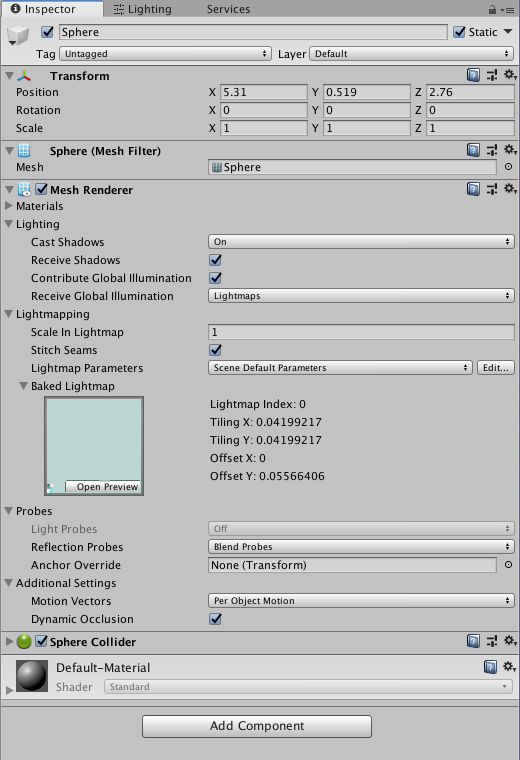 Inspector Lighting Services
Sphere Static
Tag Untagged Layer Default
Transform
Position X 5.31 Y 0.519 Z 2.76
Rotation X 0 Y 0 Z 0
Scale X 1 Y 1 Z 1
Sphere (Mesh Filter)
Mesh Sphere
Mesh Renderer
Materials
Lighting
Cast Shadows On
Receive Shadows
Contribute Global Illumination
Receive Global Illumination Lightmaps
Lightmapping
Scale In Lightmap 1
Stitch Seams
Lightmap Parameters Scene Default Parameters Edit...
Baked Lightmap
Lightmap Index: 0
Tiling X: 0.04199217
Tiling Y: 0.04199217
Offset X: 0
Offset Y: 0.05566406
Open Preview
Probes
Light Probes Off
Reflection Probes Blend Probes
Anchor Override None (Transform)
Additional Settings
Motion Vectors Per Object Motion
Dynamic Occlusion
Sphere Collider
Default-Material
Shader Standard
Add Component